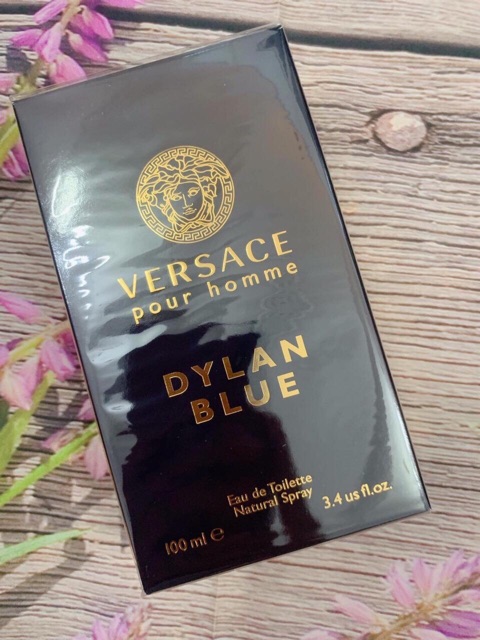 VERSACE
pour homme
DYLAN
BLUE
Eau de Toilette
Natural Spray
100 ml ℮
3.4 us fl.oz.